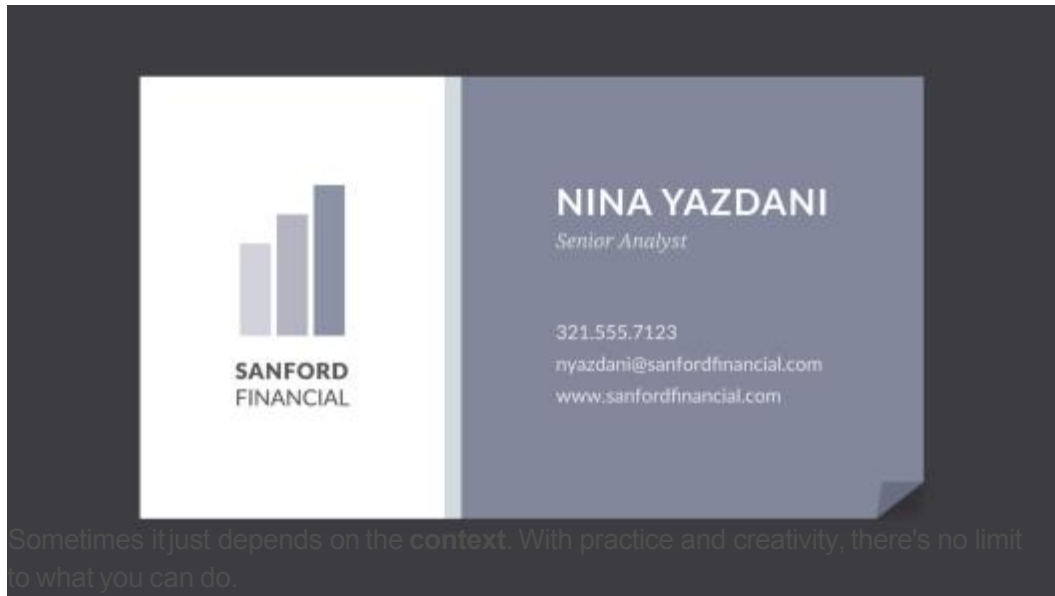 SANFORD
FINANCIAL
NINA YAZDANI
Senior Analyst
321.555.7123
nyazdani@sanfordfinancial.com
www.sanfordfinancial.com
Sometimes it just depends on the context. With practice and creativity, there's no limit
to what you can do.